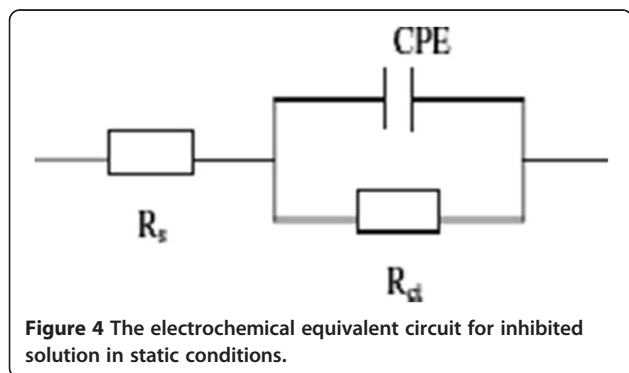 CPE
Rs
Rct
Figure 4 The electrochemical equivalent circuit for inhibited
solution in static conditions.